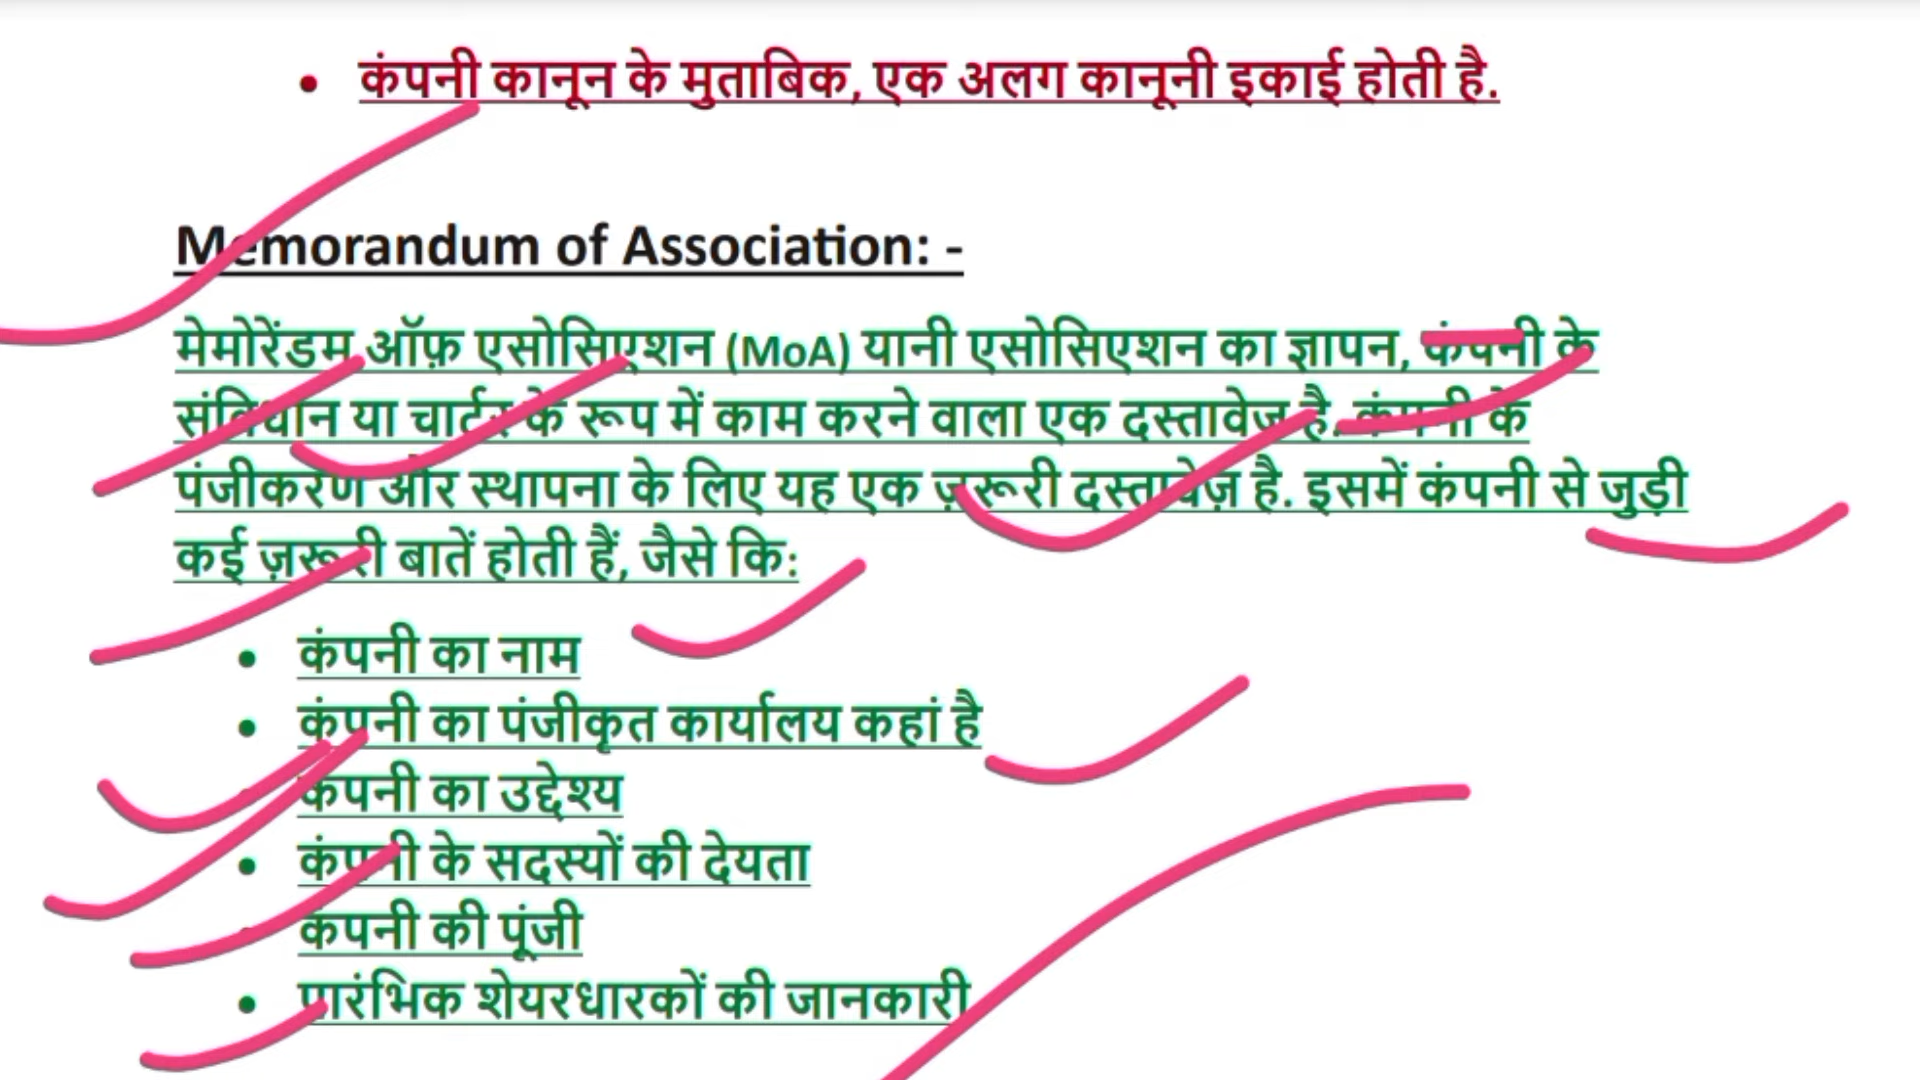 • कंपनी कानून के मुताबिक, एक अलग कानूनी इकाई होती है.
Memorandum of Association: -
मेमोरेंडम ऑफ़ एसोसिएशन (MoA) यानी एसोसिएशन का ज्ञापन, कंपनी के
संविधान या चार्टर के रूप में काम करने वाला एक दस्तावेज़ है. कंपनी के
पंजीकरण और स्थापना के लिए यह एक ज़रूरी दस्तावेज़ है. इसमें कंपनी से जुड़ी
कई ज़रूरी बातें होती हैं, जैसे कि:
• कंपनी का नाम
• कंपनी का पंजीकृत कार्यालय कहां है
• कंपनी का उद्देश्य
• कंपनी के सदस्यों की देयता
• कंपनी की पूंजी
• प्रारंभिक शेयरधारकों की जानकारी